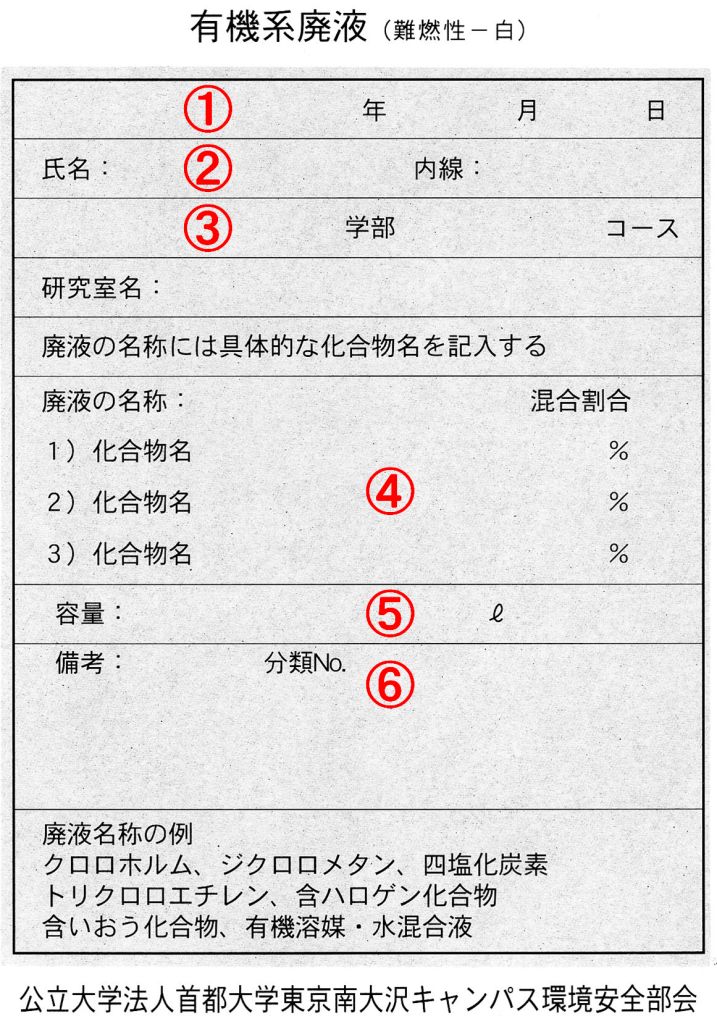 有機系廃液（難燃性－白）
① 年 月 日
氏名： ② 内線：
③ 学部 コース
研究室名：
廃液の名称には具体的な化合物名を記入する
廃液の名称： 混合割合
1）化合物名 %
④
2）化合物名 %
3）化合物名 %
容量： ⑤ ℓ
備考： 分類No. ⑥
廃液名称の例
クロロホルム、ジクロロメタン、四塩化炭素
トリクロロエチレン、含ハロゲン化合物
含いおう化合物、有機溶媒・水混合液
公立大学法人首都大学東京南大沢キャンパス環境安全部会